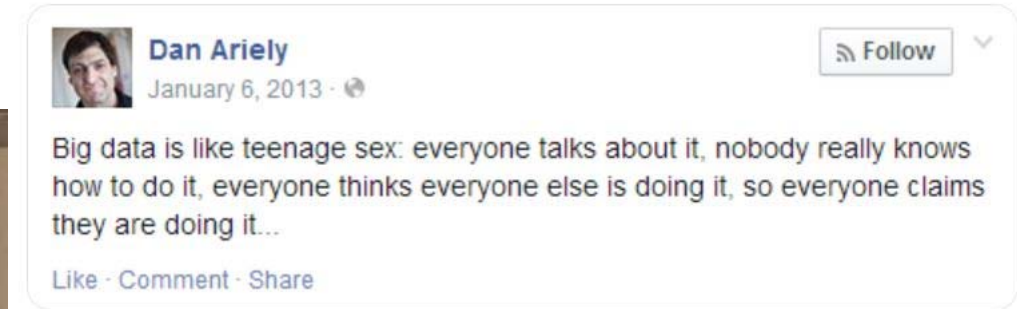 Dan Ariely
Follow
January 6, 2013 ·
Big data is like teenage sex: everyone talks about it, nobody really knows
how to do it, everyone thinks everyone else is doing it, so everyone claims
they are doing it...
Like · Comment · Share